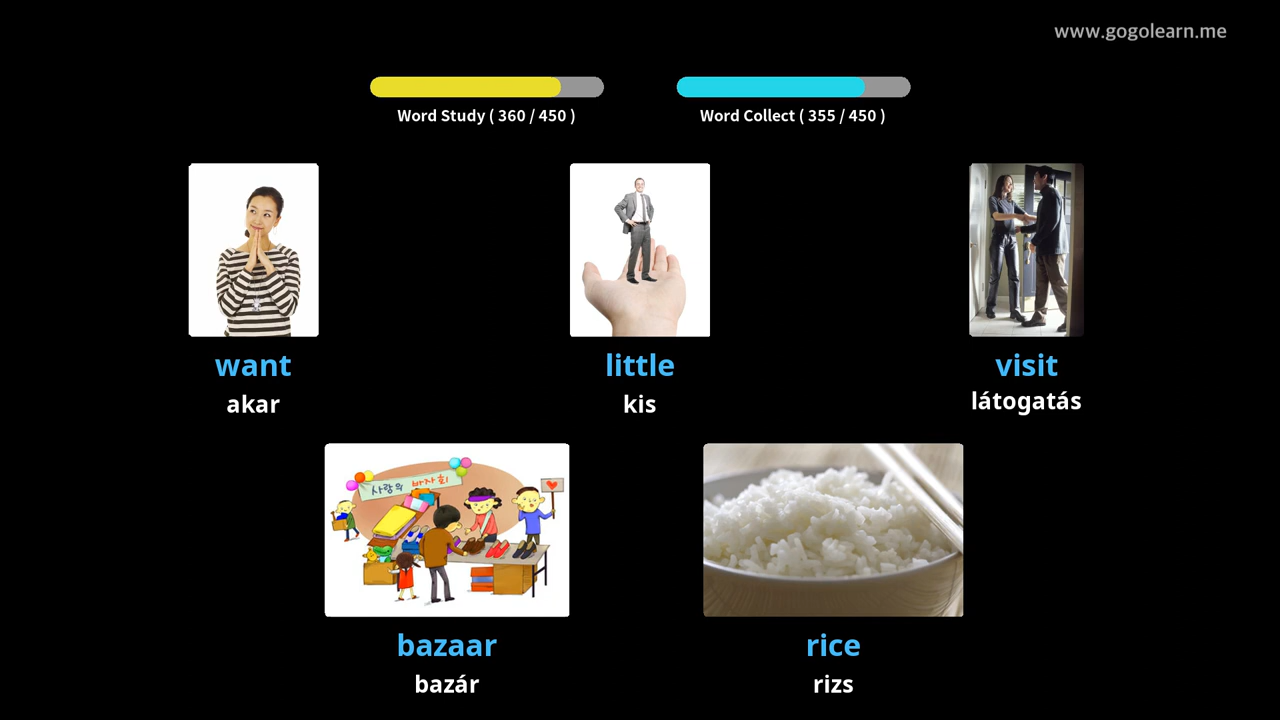 www.gogolearn.me
Word Study ( 360 / 450 )
Word Collect ( 355 / 450 )
want
akar
little
kis
visit
látogatás
사랑의 바자회
bazaar
bazár
rice
rizs